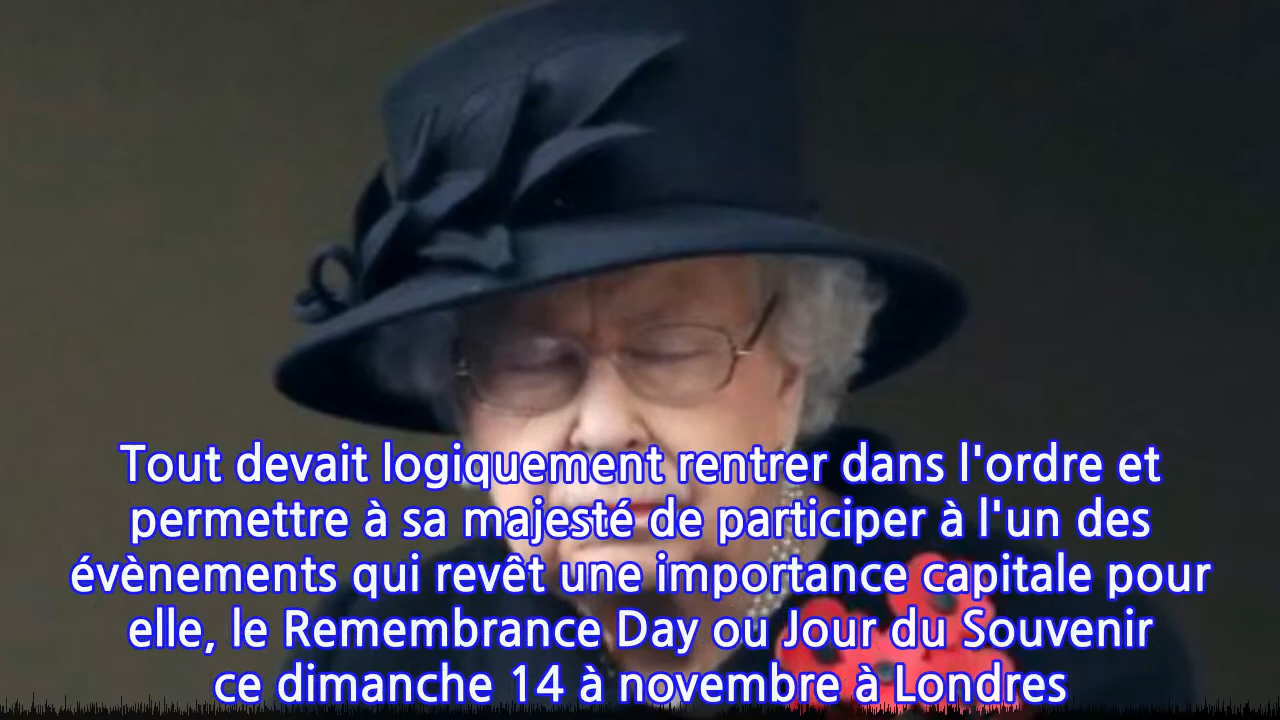 Tout devait logiquement rentrer dans l'ordre et
permettre à sa majesté de participer à l'un des
évènements qui revêt une importance capitale pour
elle, le Remembrance Day ou Jour du Souvenir
ce dimanche 14 à novembre à Londres